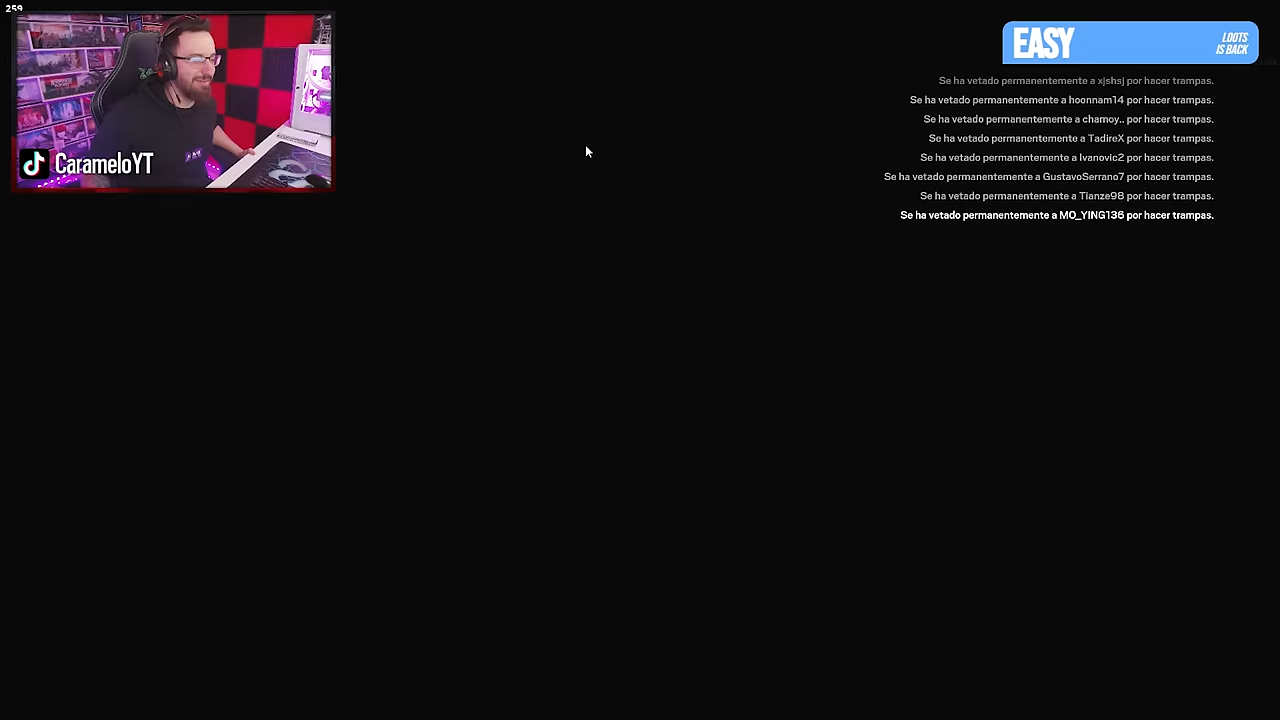 259
CarameloYT
EASY
LOOTS
IS BACK
Se ha vetado permanentemente a xjshsj por hacer trampas.
Se ha vetado permanentemente a hoonnam14 por hacer trampas.
Se ha vetado permanentemente a chamoy.. por hacer trampas.
Se ha vetado permanentemente a TadireX por hacer trampas.
Se ha vetado permanentemente a Ivanovic2 por hacer trampas.
Se ha vetado permanentemente a GustavoSerrano7 por hacer trampas.
Se ha vetado permanentemente a Tianze98 por hacer trampas.
Se ha vetado permanentemente a MO_YING136 por hacer trampas.